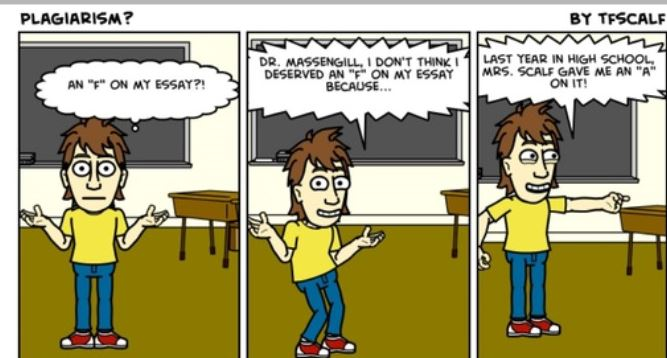 PLAGIARISM?
BY TFSCALF
AN "F" ON MY ESSAY?!
DR. MASSENGILL, I DON'T THINK I
DESERVED AN "F" ON MY ESSAY
BECAUSE...
LAST YEAR IN HIGH SCHOOL,
MRS. SCALF GAVE ME AN "A"
ON IT!